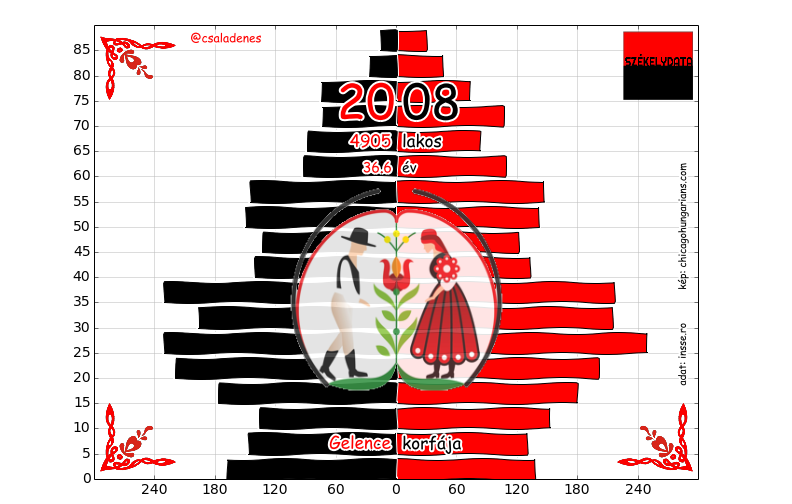 @csaladenes
SZÉKELYDATA
2008
4905 lakos
36.6 év
kép: chicagohungarians.com
adat: insse.ro
Gelence korfája
85
80
75
70
65
60
55
50
45
40
35
30
25
20
15
10
5
0
240 180 120 60 0 60 120 180 240